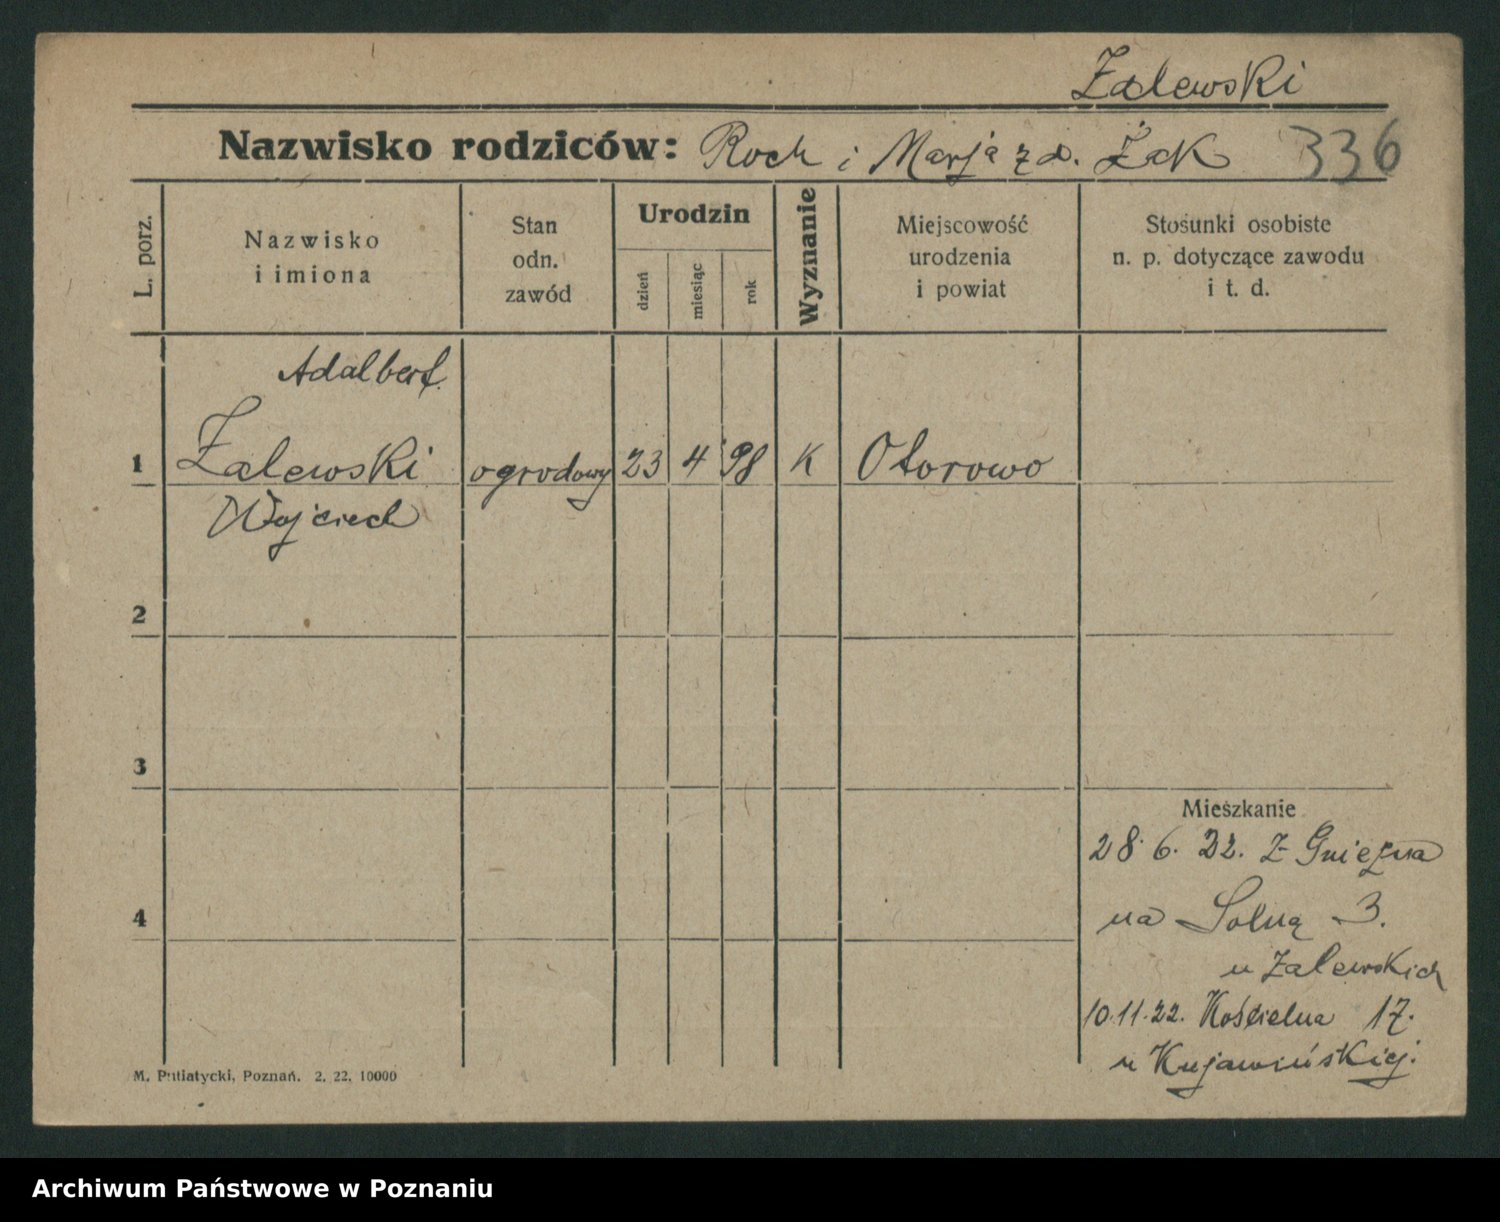 Zalewski
Nazwisko rodziców: Roch i Marja z d. Żak 336
L. porz.
Nazwisko i imiona
Stan odn. zawód
Urodzin
dzień
miesiąc
rok
Wyznanie
Miejscowość urodzenia i powiat
Stosunki osobiste n. p. dotyczące zawodu i t. d.
Adalbert.
1 Zalewski ogrodowy 23 4 98 K Otorowo
Wojciech
2
3
Mieszkanie
28. 6. 22. Z Gniezna
4
na Solną 3.
u Zalewskich
10.11.22. Kościelna 17.
u Kujawińskiej.
M. Putiatycki, Poznań. 2. 22. 10000
Archiwum Państwowe w Poznaniu